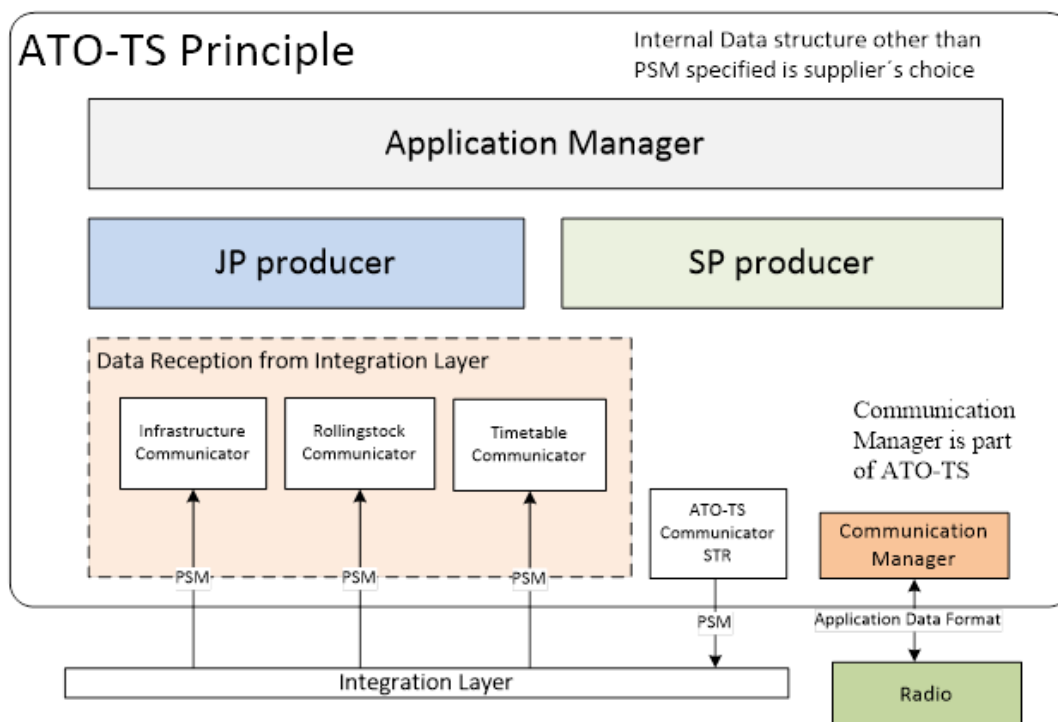 ATO-TS Principle
Internal Data structure other than
PSM specified is supplier´s choice
Application Manager
JP producer
SP producer
Data Reception from Integration Layer
Infrastructure
Communicator
Rollingstock
Communicator
Timetable
Communicator
Communication
Manager is part
of ATO-TS
ATO-TS
Communicator
STR
Communication
Manager
PSM
PSM
PSM
PSM
Application Data Format
Integration Layer
Radio